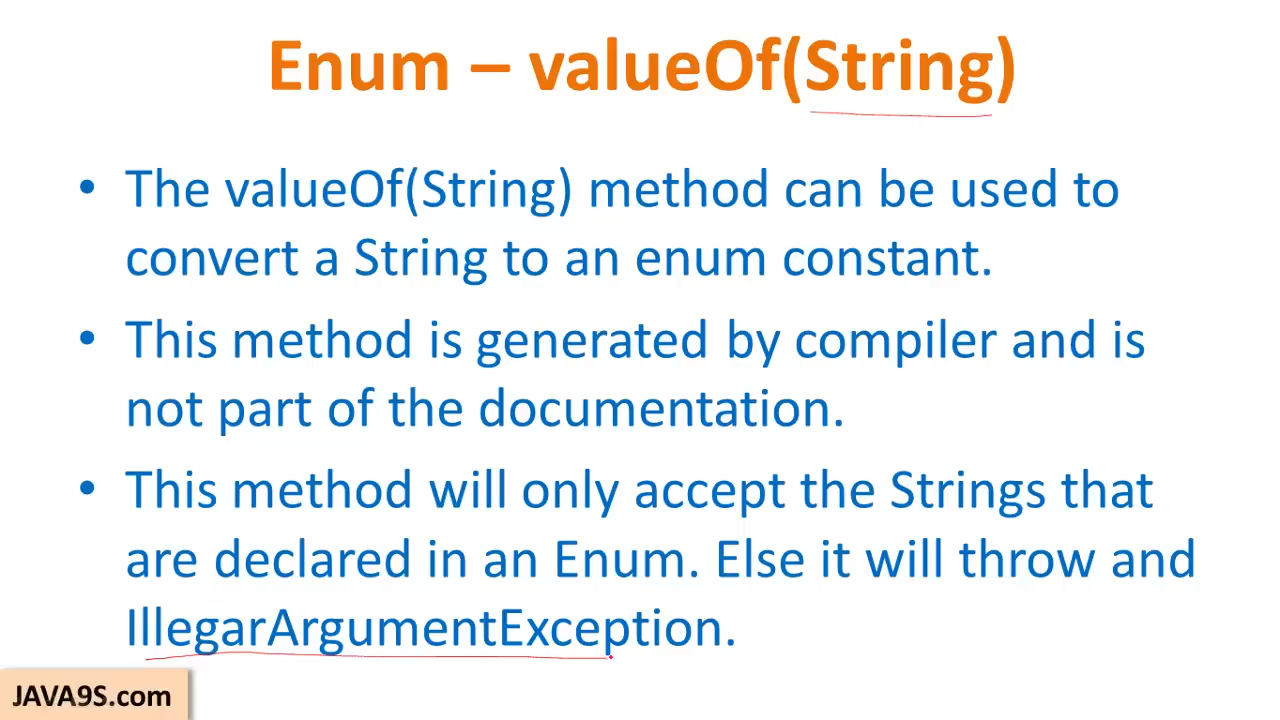 Enum – valueOf(String)
• The valueOf(String) method can be used to
convert a String to an enum constant.
• This method is generated by compiler and is
not part of the documentation.
• This method will only accept the Strings that
are declared in an Enum. Else it will throw and
IllegarArgumentException.
JAVA9S.com